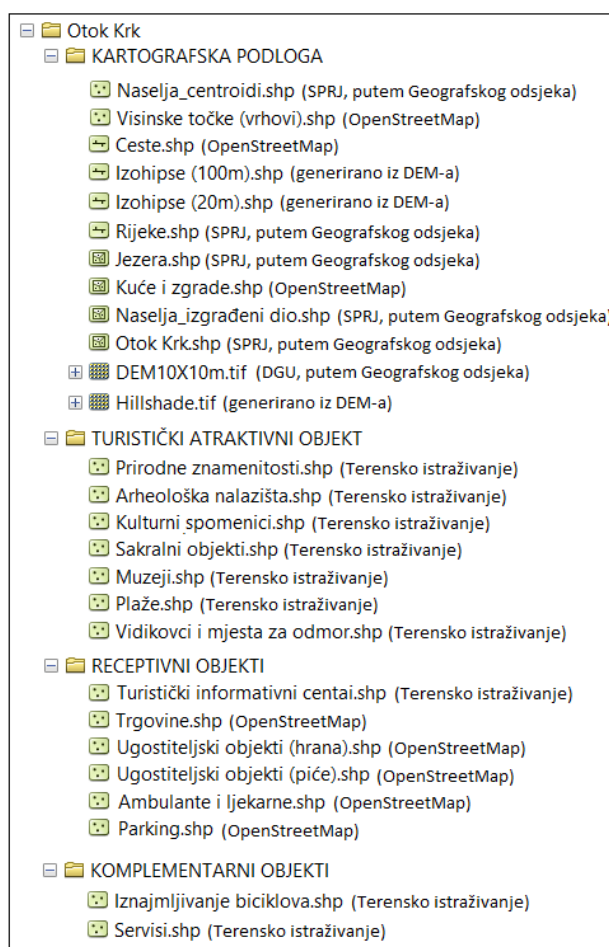 Otok Krk
KARTOGRAFSKA PODLOGA
Naselja_centroidi.shp (SPRJ, putem Geografskog odsjeka)
Visinske točke (vrhovi).shp (OpenStreetMap)
Ceste.shp (OpenStreetMap)
Izohipse (100m).shp (generirano iz DEM-a)
Izohipse (20m).shp (generirano iz DEM-a)
Rijeke.shp (SPRJ, putem Geografskog odsjeka)
Jezera.shp (SPRJ, putem Geografskog odsjeka)
Kuće i zgrade.shp (OpenStreetMap)
Naselja_izgrađeni dio.shp (SPRJ, putem Geografskog odsjeka)
Otok Krk.shp (SPRJ, putem Geografskog odsjeka)
DEM10X10m.tif (DGU, putem Geografskog odsjeka)
Hillshade.tif (generirano iz DEM-a)
TURISTIČKI ATRAKTIVNI OBJEKT
Prirodne znamenitosti.shp (Terensko istraživanje)
Arheološka nalazišta.shp (Terensko istraživanje)
Kulturni spomenici.shp (Terensko istraživanje)
Sakralni objekti.shp (Terensko istraživanje)
Muzeji.shp (Terensko istraživanje)
Plaže.shp (Terensko istraživanje)
Vidikovci i mjesta za odmor.shp (Terensko istraživanje)
RECEPTIVNI OBJEKTI
Turistički informativni centai.shp (Terensko istraživanje)
Trgovine.shp (OpenStreetMap)
Ugostiteljski objekti (hrana).shp (OpenStreetMap)
Ugostiteljski objekti (piće).shp (OpenStreetMap)
Ambulante i ljekarne.shp (OpenStreetMap)
Parking.shp (OpenStreetMap)
KOMPLEMENTARNI OBJEKTI
Iznajmljivanje biciklova.shp (Terensko istraživanje)
Servisi.shp (Terensko istraživanje)